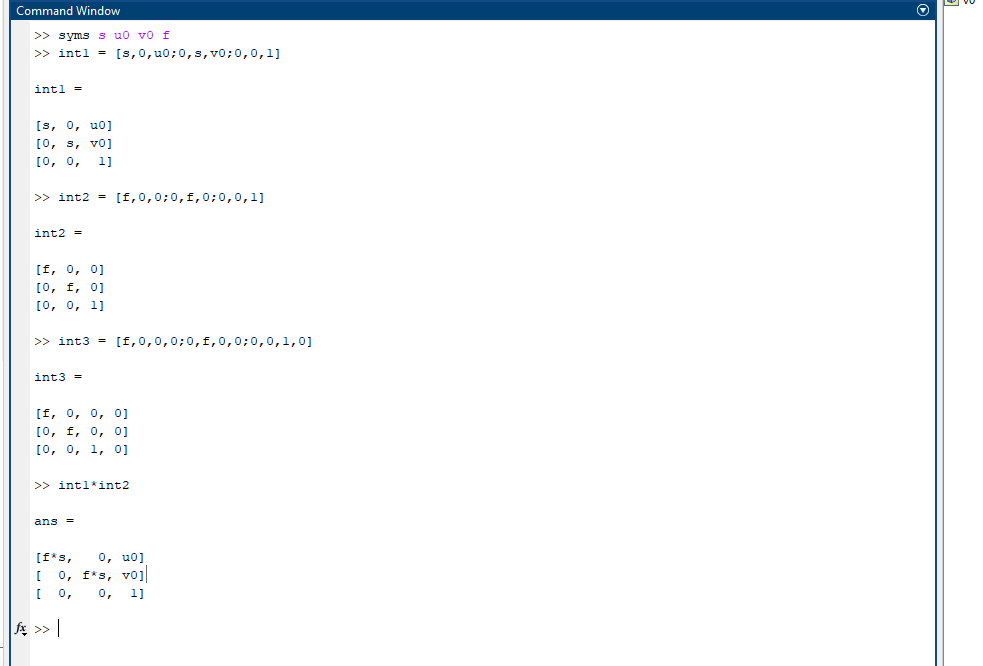 Command Window
v0
>> syms s u0 v0 f
>> int1 = [s,0,u0;0,s,v0;0,0,1]
int1 =
[s, 0, u0]
[0, s, v0]
[0, 0,  1]
>> int2 = [f,0,0;0,f,0;0,0,1]
int2 =
[f, 0, 0]
[0, f, 0]
[0, 0, 1]
>> int3 = [f,0,0,0;0,f,0,0;0,0,1,0]
int3 =
[f, 0, 0, 0]
[0, f, 0, 0]
[0, 0, 1, 0]
>> int1*int2
ans =
[f*s,   0, u0]
[  0, f*s, v0]
[  0,   0,  1]
fx >>